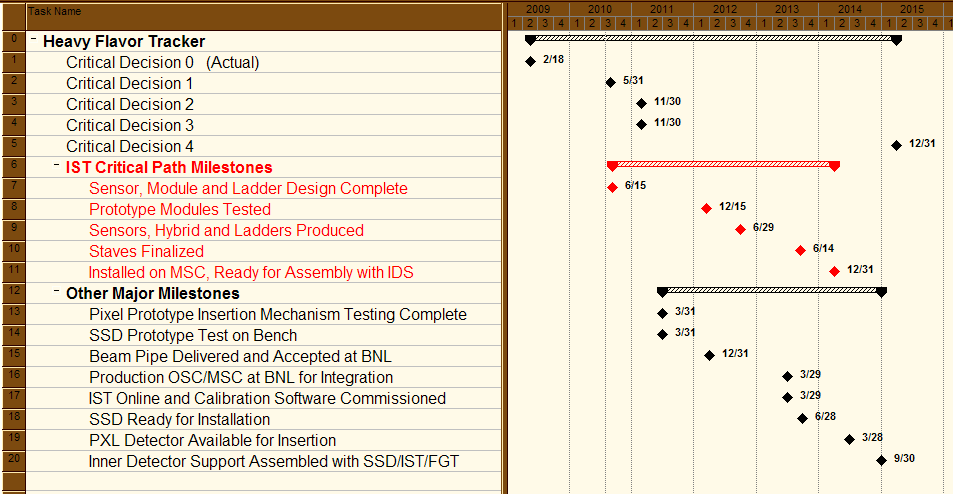 Task Name 2009 2010 2011 2012 2013 2014 2015
1 2 3 4 1 2 3 4 1 2 3 4 1 2 3 4 1 2 3 4 1 2 3 4 1 2 3
0 - Heavy Flavor Tracker
1 Critical Decision 0 (Actual) 2/18
2 Critical Decision 1 5/31
3 Critical Decision 2 11/30
4 Critical Decision 3 11/30
5 Critical Decision 4 12/31
6 - IST Critical Path Milestones
7 Sensor, Module and Ladder Design Complete 6/15
8 Prototype Modules Tested 12/15
9 Sensors, Hybrid and Ladders Produced 6/29
10 Staves Finalized 6/14
11 Installed on MSC, Ready for Assembly with IDS 12/31
12 - Other Major Milestones
13 Pixel Prototype Insertion Mechanism Testing Complete 3/31
14 SSD Prototype Test on Bench 3/31
15 Beam Pipe Delivered and Accepted at BNL 12/31
16 Production OSC/MSC at BNL for Integration 3/29
17 IST Online and Calibration Software Commissioned 3/29
18 SSD Ready for Installation 6/28
19 PXL Detector Available for Insertion 3/28
20 Inner Detector Support Assembled with SSD/IST/FGT 9/30